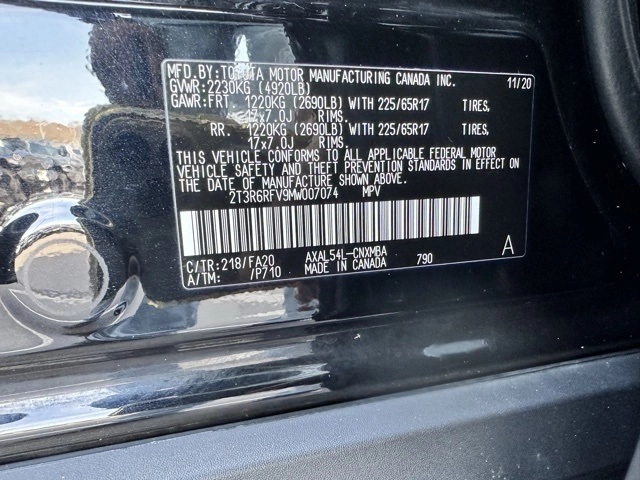 MFD.BY: TOYOTA MOTOR MANUFACTURING CANADA INC. 11/20
GVWR: 2230KG (4920LB)
GAWR: FRT. 1220KG (2690LB) WITH 225/65R17 TIRES.
17x7.0J RIMS.
RR. 1220KG (2690LB) WITH 225/65R17 TIRES.
17x7.0J RIMS.
THIS VEHICLE CONFORMS TO ALL APPLICABLE FEDERAL MOTOR
VEHICLE SAFETY AND THEFT PREVENTION STANDARDS IN EFFECT
ON THE DATE OF MANUFACTURE SHOWN ABOVE.
2T3R6RFV9MW007074 MPV
C/TR: 218/FA20 AXAL54L-CNXMBA 790 A
A/TM: /P710 MADE IN CANADA